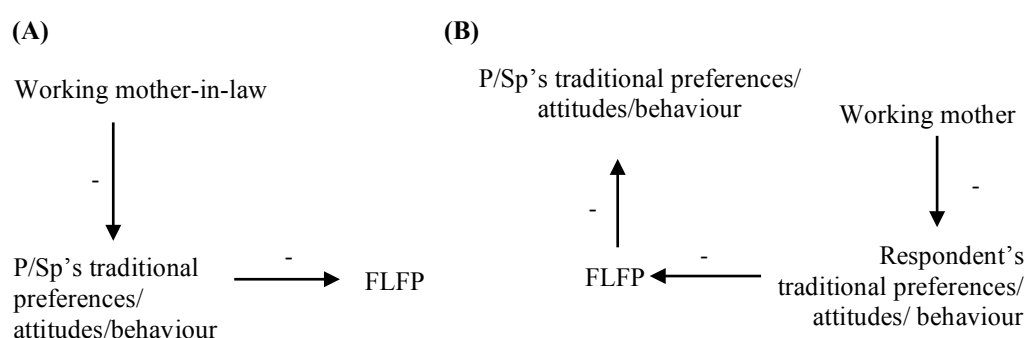 (A)
Working mother-in-law
-
P/Sp’s traditional
preferences/
attitudes/behaviour
-
FLFP
(B)
P/Sp’s traditional preferences/
attitudes/behaviour
Working mother
-
-
FLFP
-
Respondent’s
traditional preferences/
attitudes/ behaviour